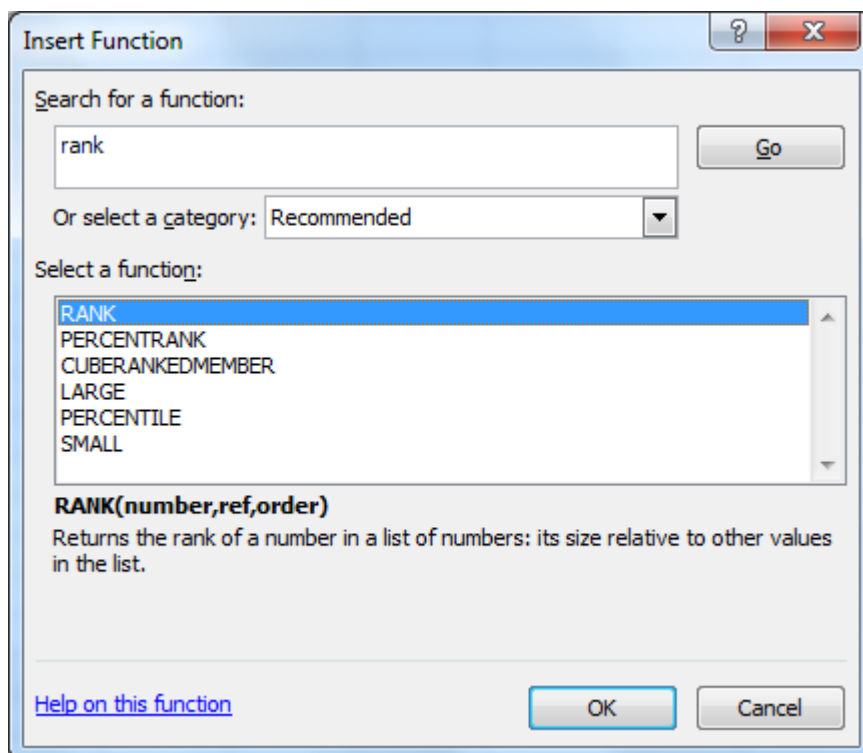 Insert Function
Search for a function:
rank
Go
Or select a category: Recommended
Select a function:
RANK
PERCENTRANK
CUBERANKEDMEMBER
LARGE
PERCENTILE
SMALL
RANK(number,ref,order)
Returns the rank of a number in a list of numbers: its size relative to other values
in the list.
Help on this function
OK
Cancel